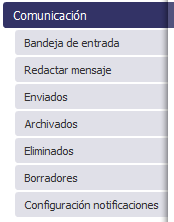 Comunicación
Bandeja de entrada
Redactar mensaje
Enviados
Archivados
Eliminados
Borradores
Configuración notificaciones